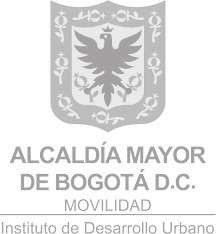 ALCALDÍA MAYOR
DE BOGOTÁ D.C.
MOVILIDAD
Instituto de Desarrollo Urbano